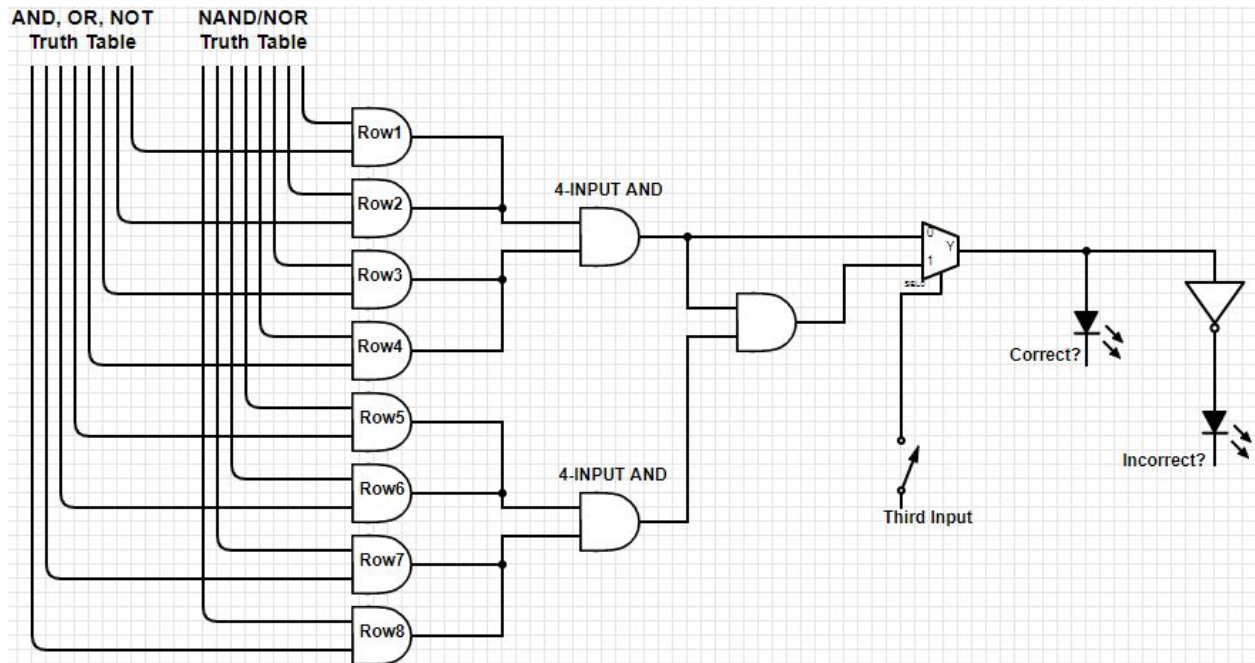 AND, OR, NOT
Truth Table
NAND/NOR
Truth Table
Row1
Row2
4-INPUT AND
Row3
Row4
Row5
Row6
4-INPUT AND
Row7
Row8
0
Y
1
Third Input
Correct?
Incorrect?